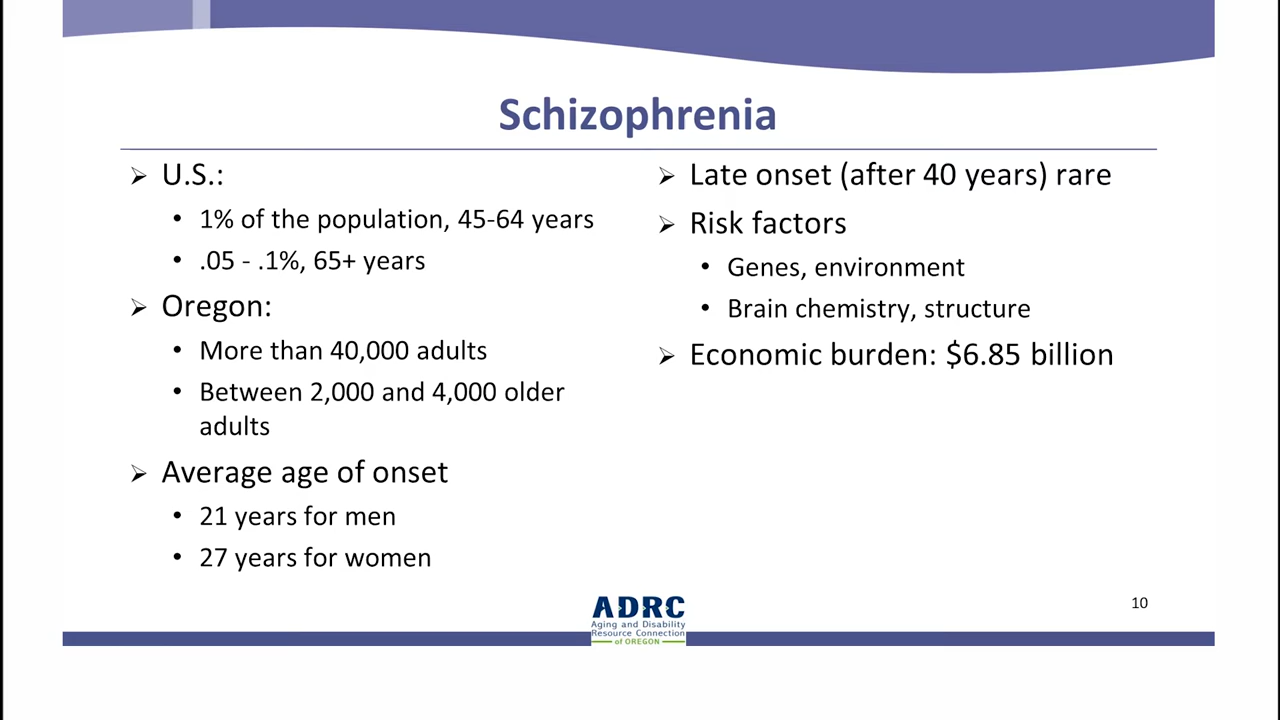 Schizophrenia
➢ U.S.:
• 1% of the population, 45-64 years
• .05 - .1%, 65+ years
➢ Oregon:
• More than 40,000 adults
• Between 2,000 and 4,000 older
adults
➢ Average age of onset
• 21 years for men
• 27 years for women
➢ Late onset (after 40 years) rare
➢ Risk factors
• Genes, environment
• Brain chemistry, structure
➢ Economic burden: $6.85 billion
ADRC
Aging and Disability
Resource Connection
of OREGON
10